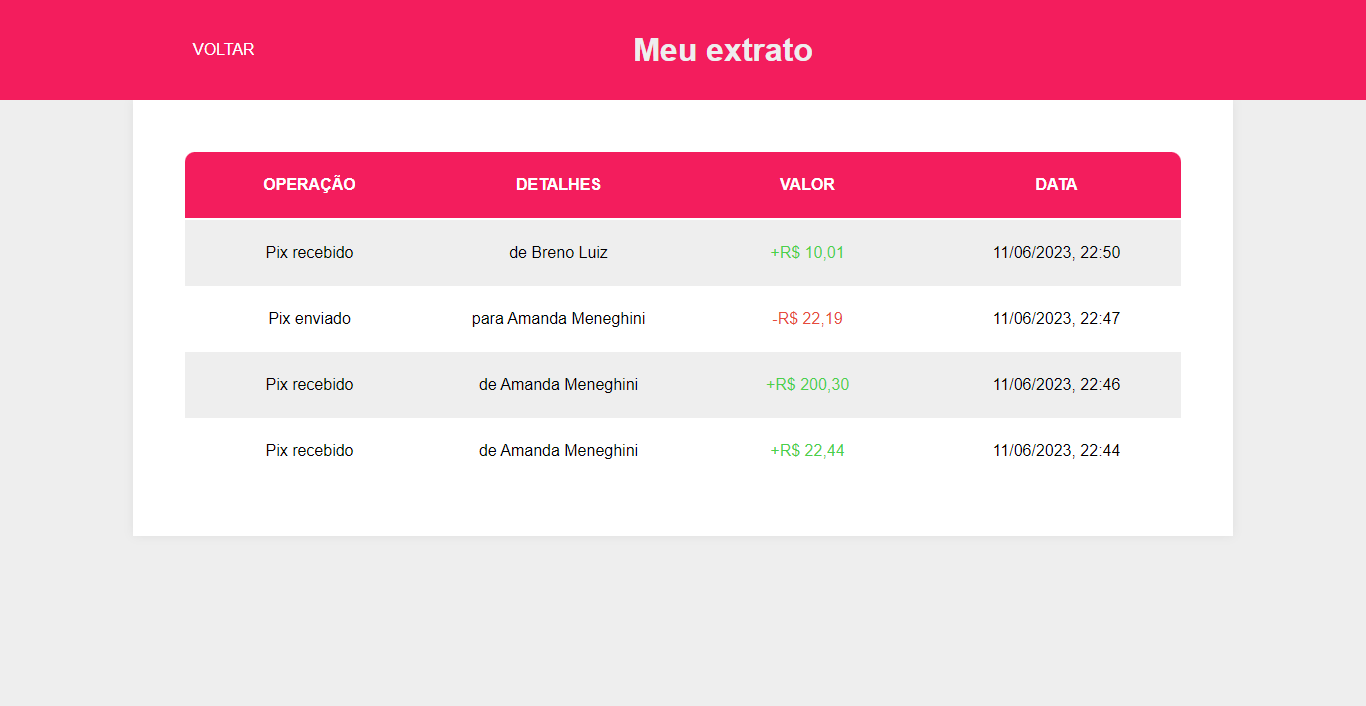 VOLTAR Meu extrato
OPERAÇÃO DETALHES VALOR DATA
Pix recebido de Breno Luiz +R$ 10,01 11/06/2023, 22:50
Pix enviado para Amanda Meneghini -R$ 22,19 11/06/2023, 22:47
Pix recebido de Amanda Meneghini +R$ 200,30 11/06/2023, 22:46
Pix recebido de Amanda Meneghini +R$ 22,44 11/06/2023, 22:44